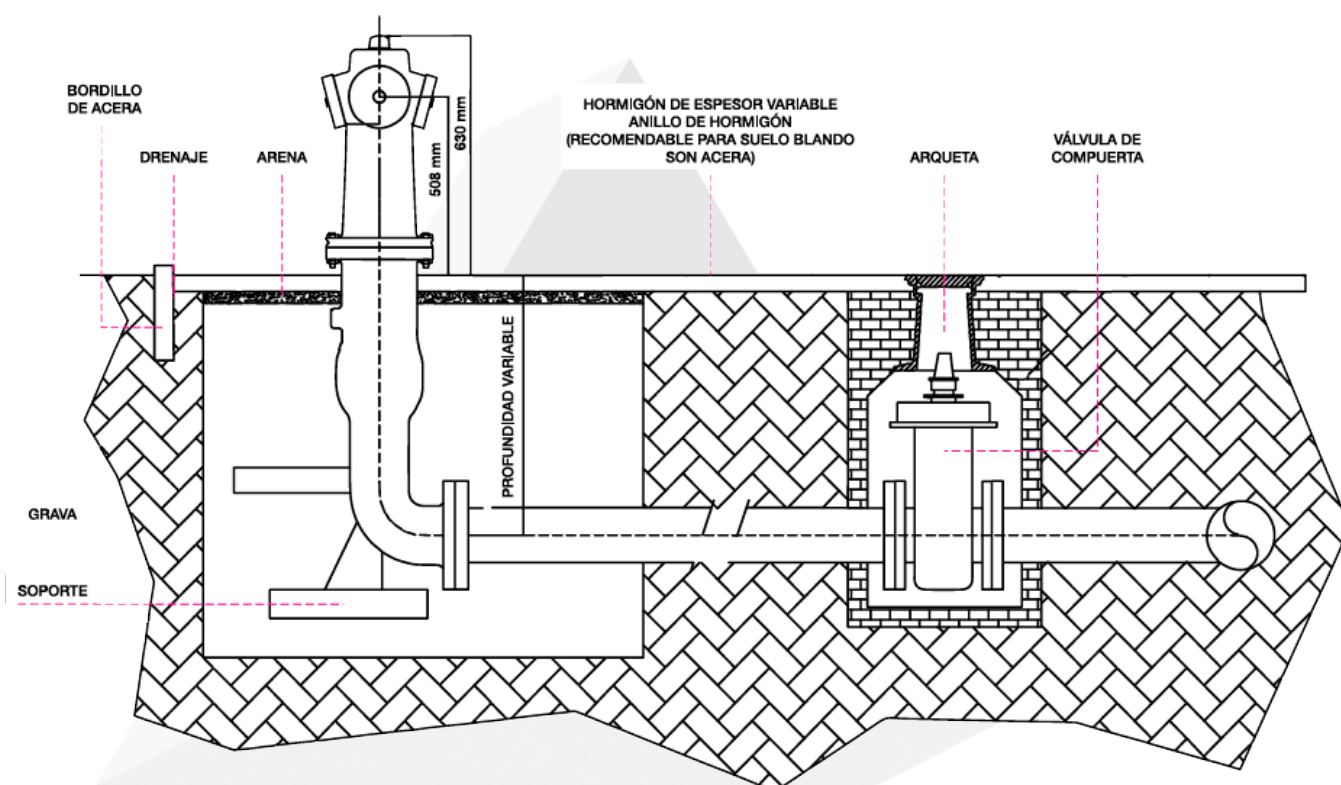 BORDILLO
DE ACERA
DRENAJE
ARENA
508 mm
630 mm
HORMIGÓN DE ESPESOR VARIABLE
ANILLO DE HORMIGÓN
(RECOMENDABLE PARA SUELO BLANDO
SON ACERA)
ARQUETA
VÁLVULA DE
COMPUERTA
PROFUNDIDAD VARIABLE
GRAVA
SOPORTE